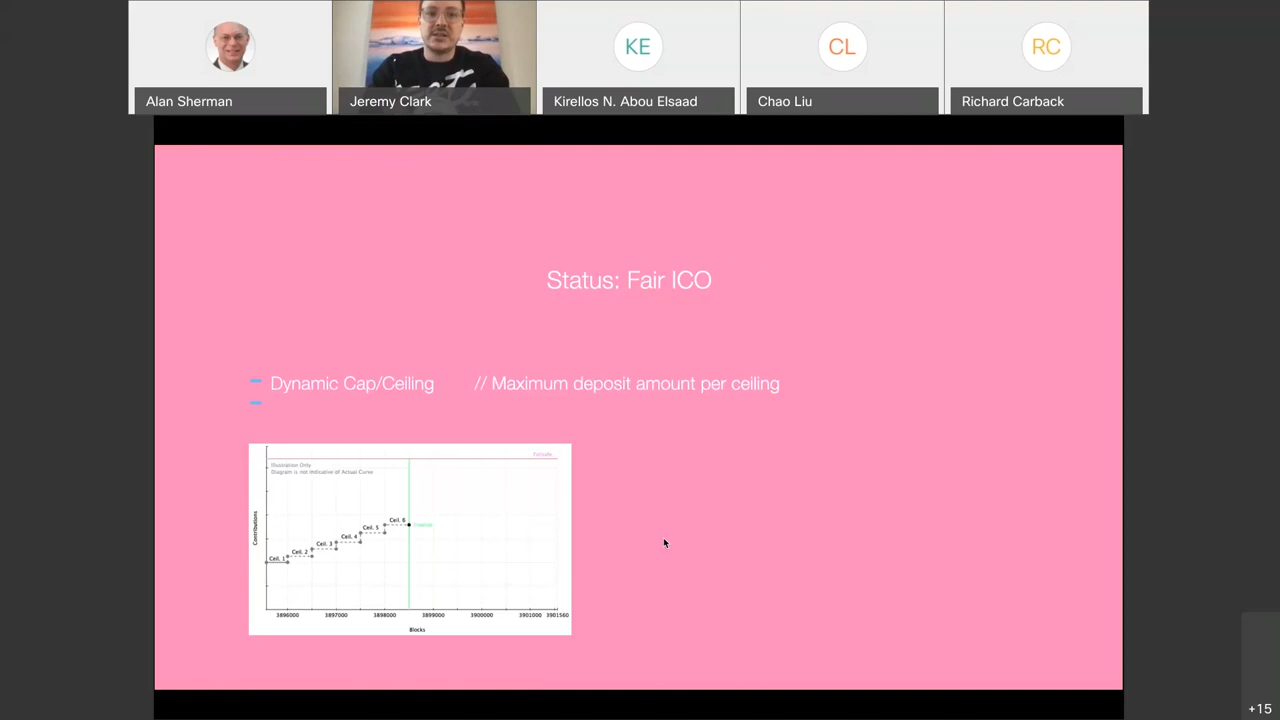 KE
CL
RC
Alan Sherman
Jeremy Clark
Kirellos N. Abou Elsaad
Chao Liu
Richard Carback
Status: Fair ICO
Dynamic Cap/Ceiling // Maximum deposit amount per ceiling
Illustration Only
Diagram is not Indicative of Actual Curve
Contributions
Ceil. 1
Ceil. 2
Ceil. 3
Ceil. 4
Ceil. 5
Ceil. 6
3896000 3897000 3898000 3899000 3900000 3901000 3901560
Blocks
+15